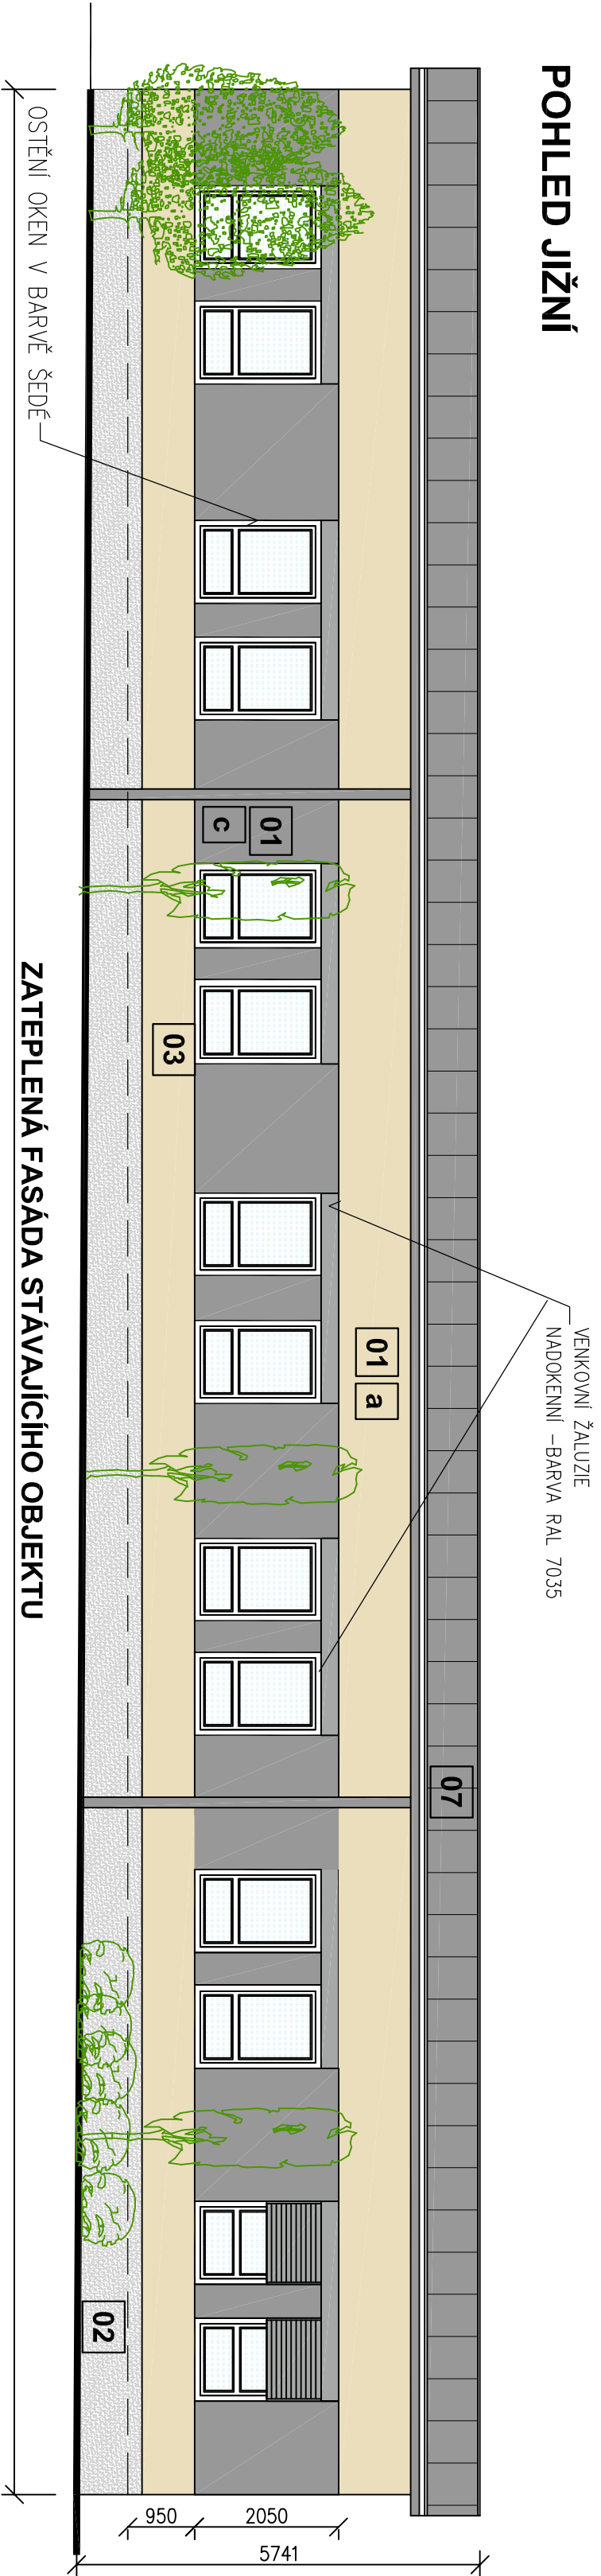 POHLED JIŽNÍ
VENKOVNÍ ŽALUZIE
NADOKENNÍ –BARVA RAL 7035
07
01 a
01
c
03
02
OSTĚNÍ OKEN V BARVĚ ŠEDÉ
ZATEPLENÁ FASÁDA STÁVAJÍCÍHO OBJEKTU
2050
950
5741